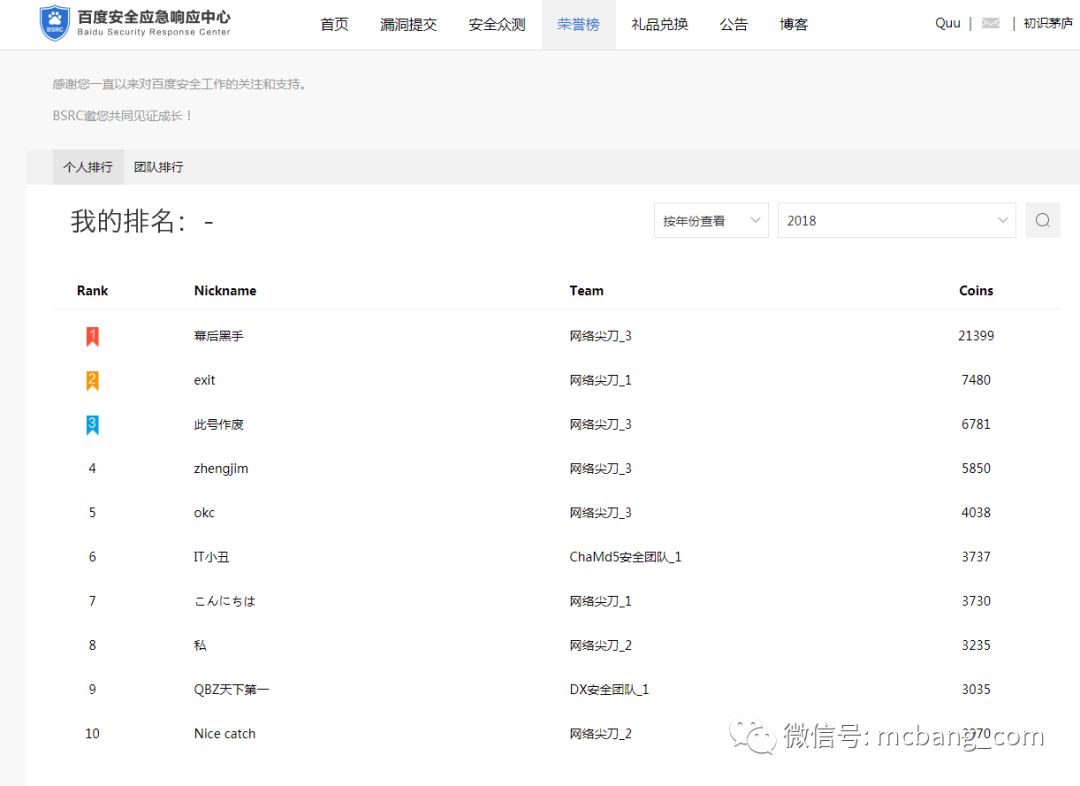 百度安全应急响应中心
Baidu Security Response Center
BSRC
首页 漏洞提交 安全众测 荣誉榜 礼品兑换 公告 博客 Quu | | 初识茅庐
感谢您一直以来对百度安全工作的关注和支持。
BSRC邀您共同见证成长！
个人排行 团队排行
我的排名： - 按年份查看 2018
Rank Nickname Team Coins
1 幕后黑手 网络尖刀_3 21399
2 exit 网络尖刀_1 7480
3 此号作废 网络尖刀_3 6781
4 zhengjim 网络尖刀_3 5850
5 okc 网络尖刀_3 4038
6 IT小丑 ChaMd5安全团队_1 3737
7 こんにちは 网络尖刀_1 3730
8 私 网络尖刀_2 3235
9 QBZ天下第一 DX安全团队_1 3035
10 Nice catch 网络尖刀_2
微信号: mcbang_com